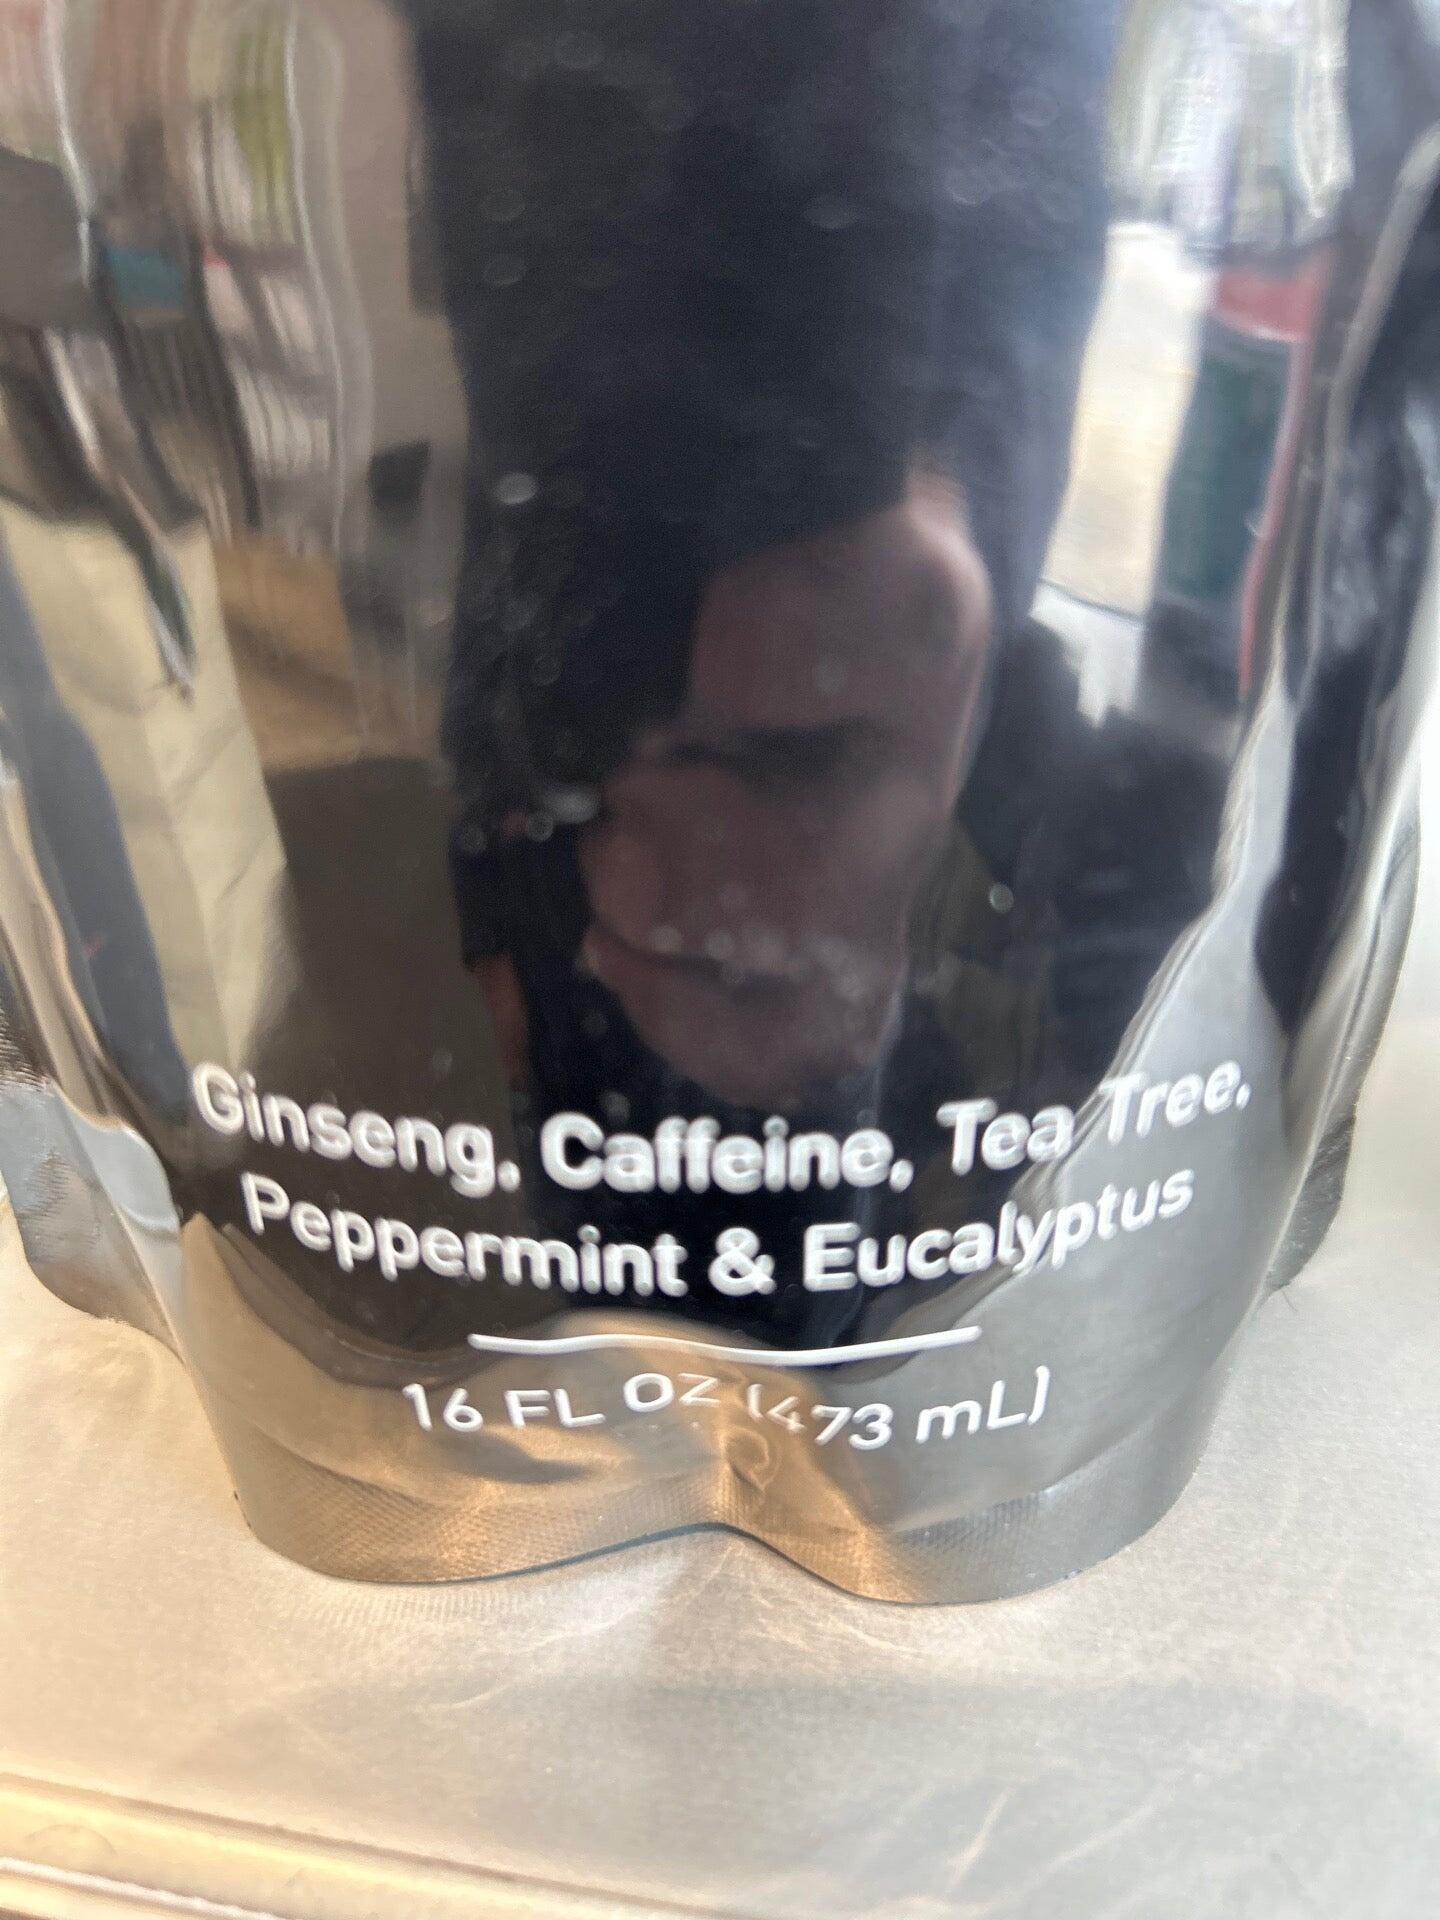 Ginseng, Caffeine, Tea Tree,
Peppermint & Eucalyptus
16 FL OZ (473 mL)